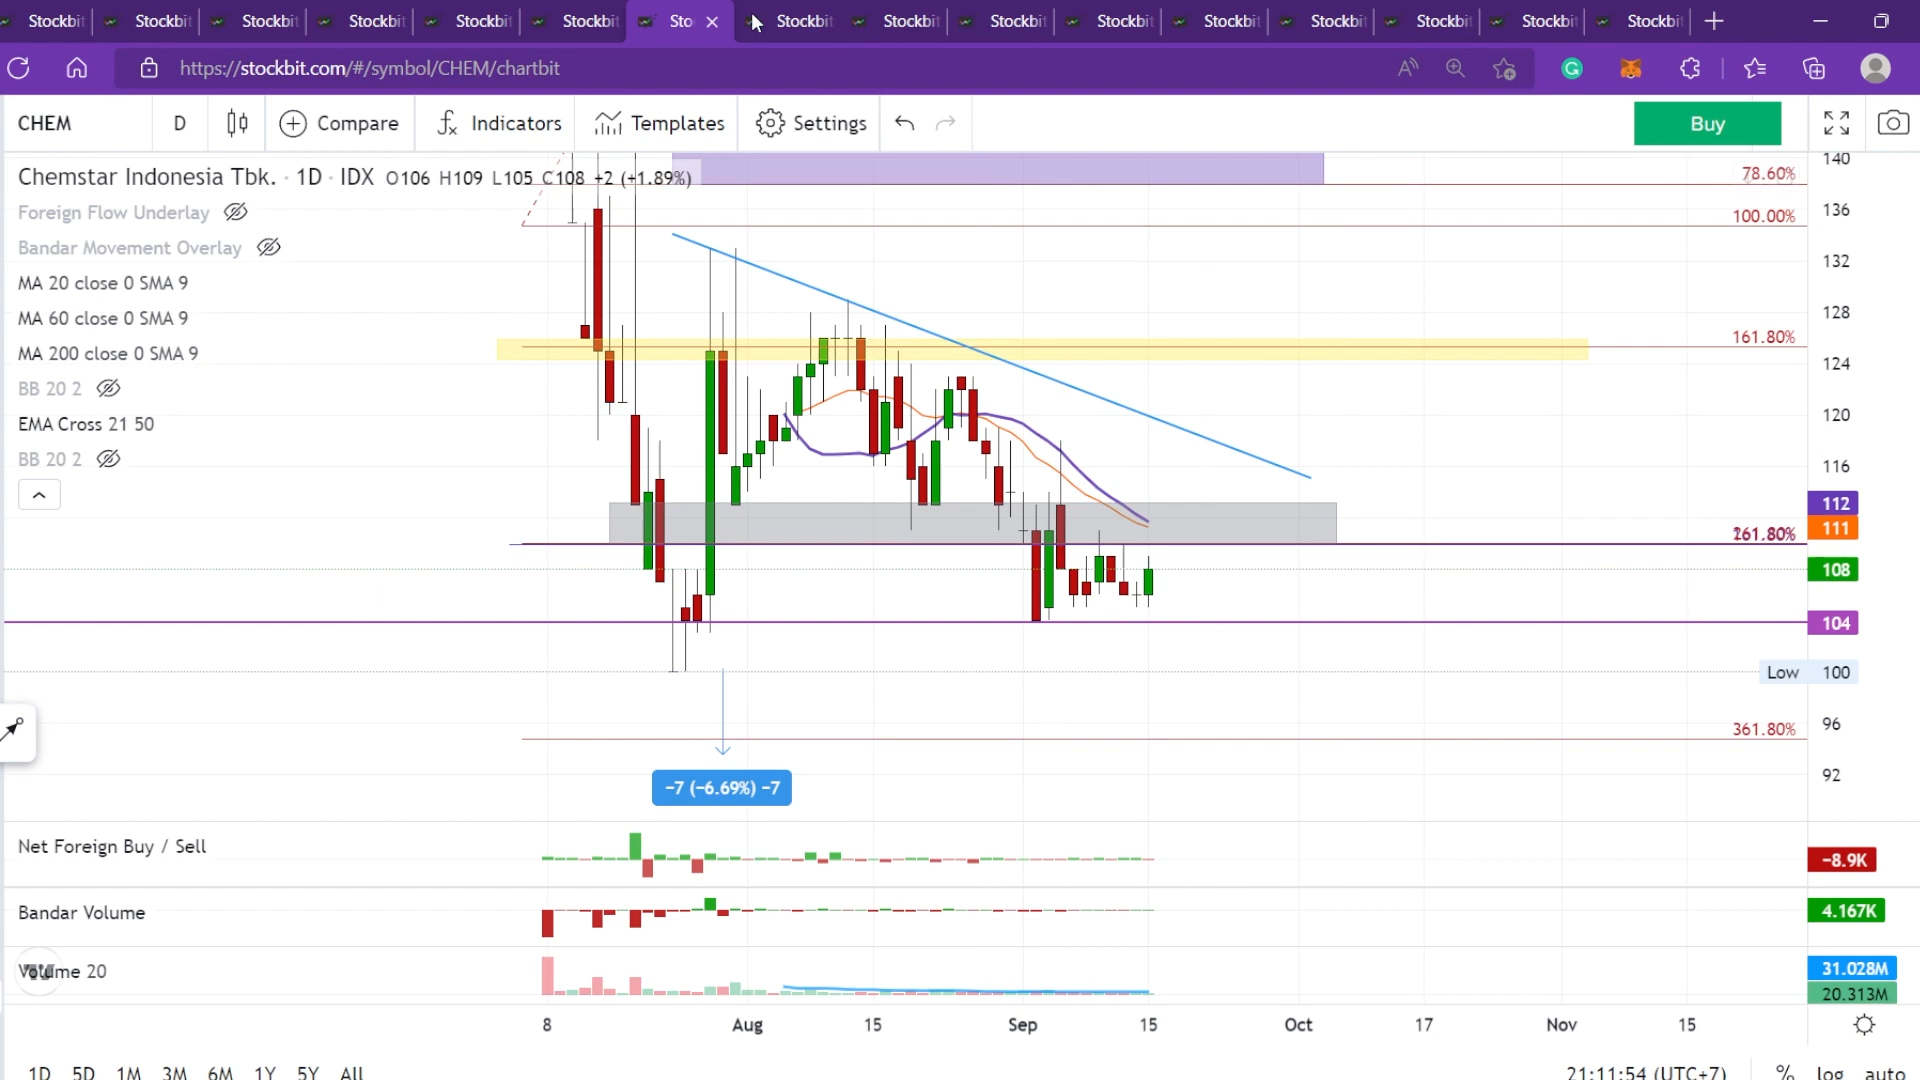 Stockbit Stockbit Stockbit Stockbit Stockbit Stockbit Sto Stockbit Stockbit Stockbit Stockbit Stockbit Stockbit Stockbit Stockbit Stockbit
https://stockbit.com/#/symbol/CHEM/chartbit
CHEM D Compare Indicators Templates Settings Buy
Chemstar Indonesia Tbk. · 1D · IDX O106 H109 L105 C108 +2 (+1.89%)
Foreign Flow Underlay
Bandar Movement Overlay
MA 20 close 0 SMA 9
MA 60 close 0 SMA 9
MA 200 close 0 SMA 9
BB 20 2
EMA Cross 21 50
BB 20 2
140
78.60%
136
100.00%
132
128
161.80%
124
120
116
112
261.80% 111
108
104
Low 100
96
361.80%
92
−7 (−6.69%) −7
Net Foreign Buy / Sell
−8.9K
Bandar Volume
4.167K
Volume 20
31.028M
20.313M
8 Aug 15 Sep 15 Oct 17 Nov 15
1D 5D 1M 3M 6M 1Y 5Y All 21:11:54 (UTC+7) % log auto